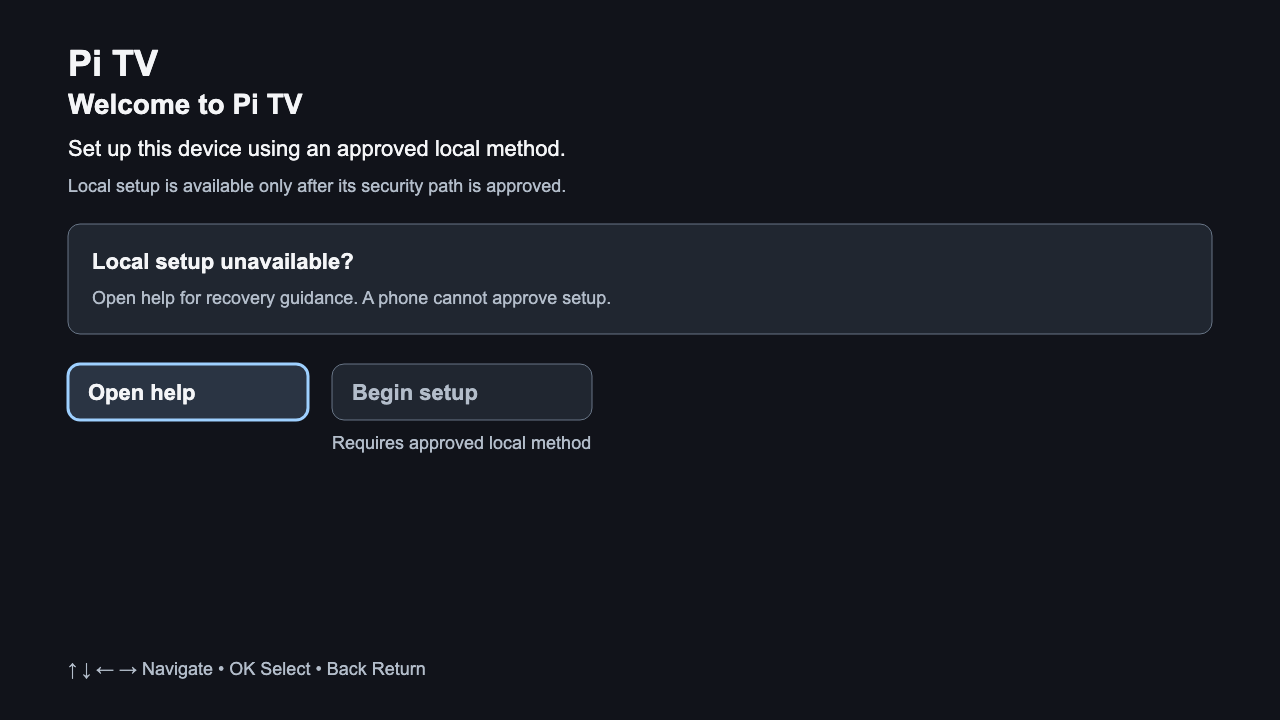 Pi TV
Welcome to Pi TV
Set up this device using an approved local method.
Local setup is available only after its security path is approved.
Local setup unavailable?
Open help for recovery guidance. A phone cannot approve setup.
Open help
Begin setup
Requires approved local method
↑↓←→ Navigate • OK Select • Back Return